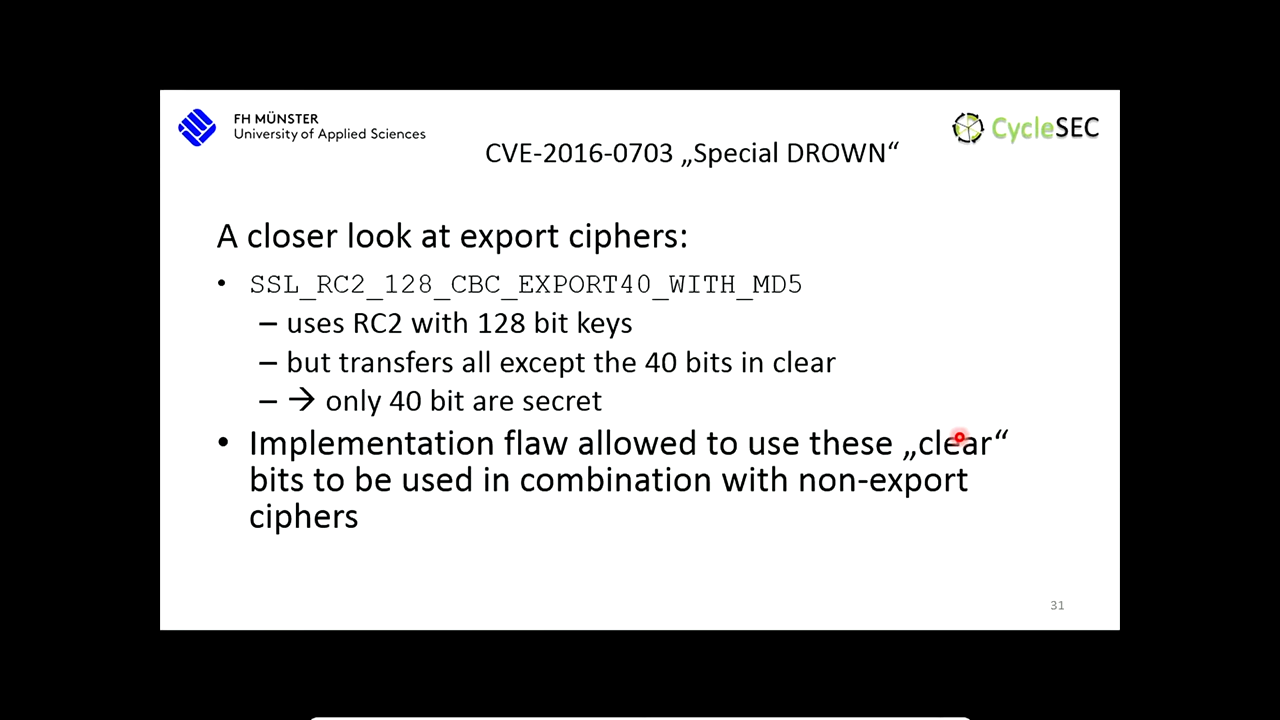 FH MÜNSTER
University of Applied Sciences
CycleSEC
CVE-2016-0703 „Special DROWN“
A closer look at export ciphers:
• SSL_RC2_128_CBC_EXPORT40_WITH_MD5
– uses RC2 with 128 bit keys
– but transfers all except the 40 bits in clear
– → only 40 bit are secret
• Implementation flaw allowed to use these „clear“
bits to be used in combination with non-export
ciphers
31